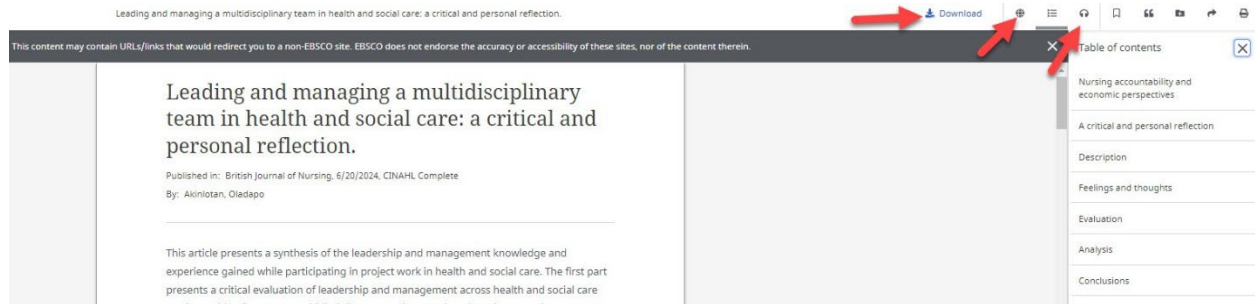 Leading and managing a multidisciplinary team in health and social care: a critical and personal reflection.
Download
This content may contain URLs/links that would redirect you to a non-EBSCO site. EBSCO does not endorse the accuracy or accessibility of these sites, nor of the content therein.
Leading and managing a multidisciplinary
team in health and social care: a critical and
personal reflection.
Published in: British Journal of Nursing, 6/20/2024, CINAHL Complete
By: Akinlotan, Oladapo
This article presents a synthesis of the leadership and management knowledge and
experience gained while participating in project work in health and social care. The first part
presents a critical evaluation of leadership and management across health and social care
Table of contents
Nursing accountability and
economic perspectives
A critical and personal reflection
Description
Feelings and thoughts
Evaluation
Analysis
Conclusions